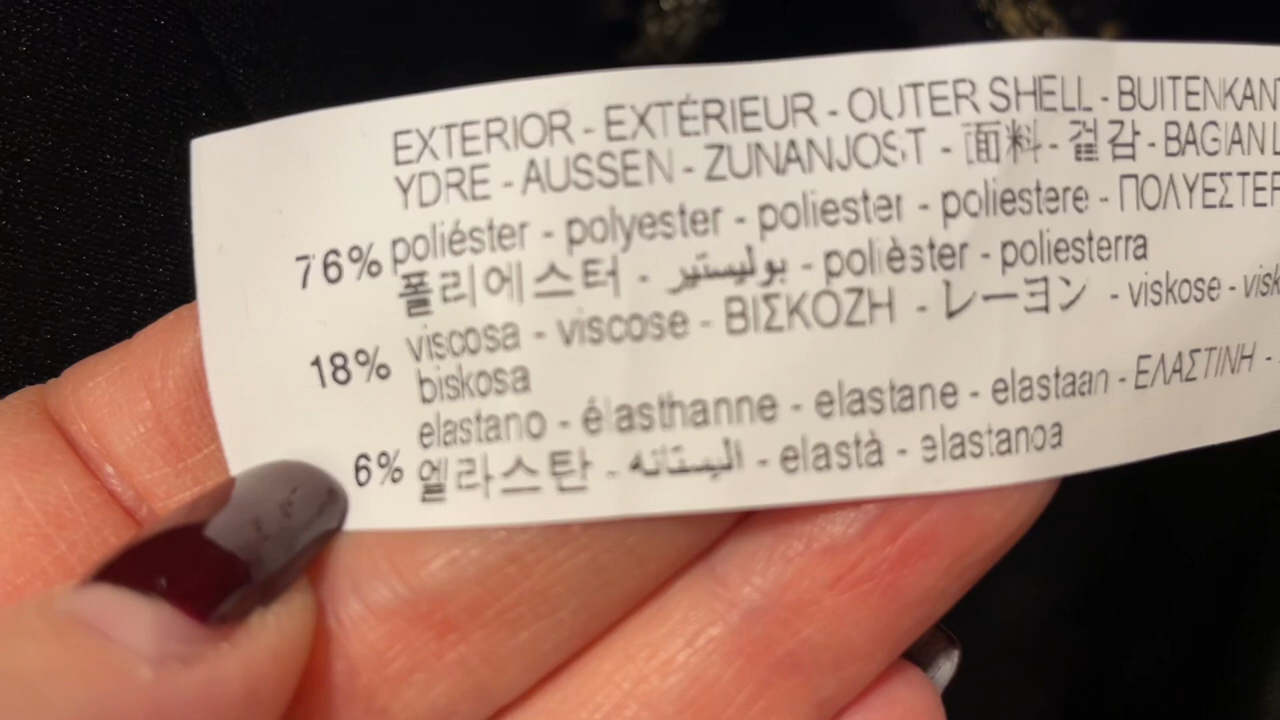 EXTERIOR - EXTÉRIEUR - OUTER SHELL - BUITENKANT
YDRE - AUSSEN - ZUNANJOST - 面料 - 겉감 - BAGIAN L
76% poliéster - polyester - poliester - poliestere - ΠΟΛΥΕΣΤΕΡ
폴리에스터 - بوليستير - polièster - poliesterra
18% viscosa - viscose - ΒΙΣΚΟΖΗ - レーヨン - viskose - visk
biskosa
elastano - élasthanne - elastane - elastaan - ΕΛΑΣΤΙΝΗ -
6% 엘라스탄 - اليستانه - elastà - elastanoa